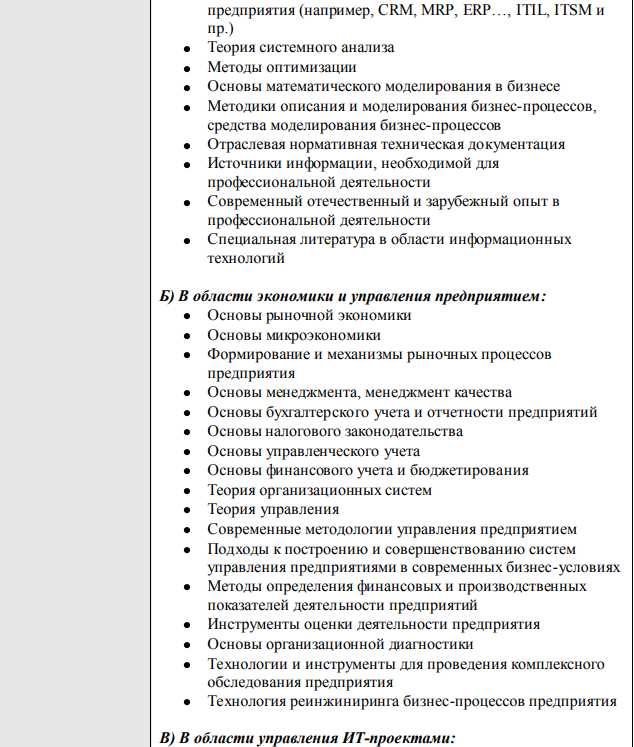 предприятия (например, CRM, MRP, ERP…, ITIL, ITSM и
пр.)
● Теория системного анализа
● Методы оптимизации
● Основы математического моделирования в бизнесе
● Методики описания и моделирования бизнес-процессов,
средства моделирования бизнес-процессов
● Отраслевая нормативная техническая документация
● Источники информации, необходимой для
профессиональной деятельности
● Современный отечественный и зарубежный опыт в
профессиональной деятельности
● Специальная литература в области информационных
технологий
Б) В области экономики и управления предприятием:
● Основы рыночной экономики
● Основы микроэкономики
● Формирование и механизмы рыночных процессов
предприятия
● Основы менеджмента, менеджмент качества
● Основы бухгалтерского учета и отчетности предприятий
● Основы налогового законодательства
● Основы управленческого учета
● Основы финансового учета и бюджетирования
● Теория организационных систем
● Теория управления
● Современные методологии управления предприятием
● Подходы к построению и совершенствованию систем
управления предприятиями в современных бизнес-условиях
● Методы определения финансовых и производственных
показателей деятельности предприятий
● Инструменты оценки деятельности предприятия
● Основы организационной диагностики
● Технологии и инструменты для проведения комплексного
обследования предприятия
● Технология реинжиниринга бизнес-процессов предприятия
В) В области управления ИТ-проектами: